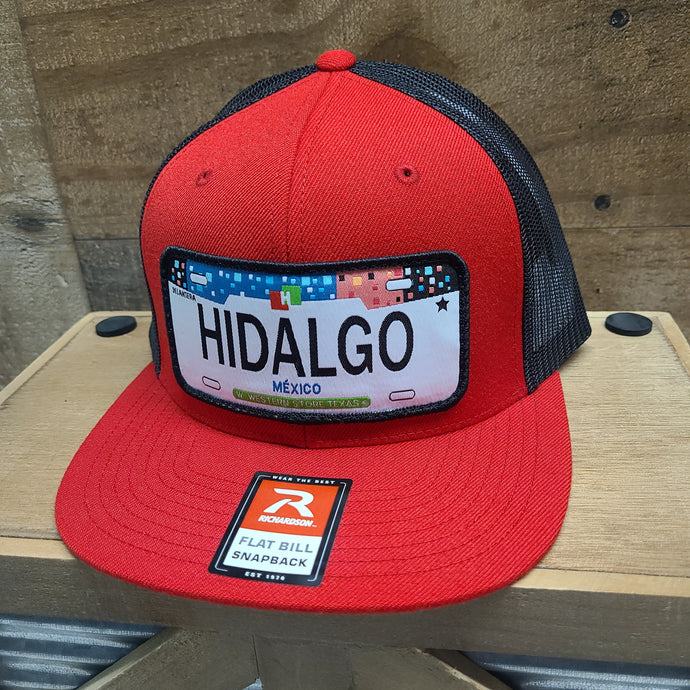 H
DELANTERA
HIDALGO
MÉXICO
W. WESTERN STORE TEXAS
WEAR THE BEST
R
RICHARDSON
FLAT BILL
SNAPBACK
EST 1970